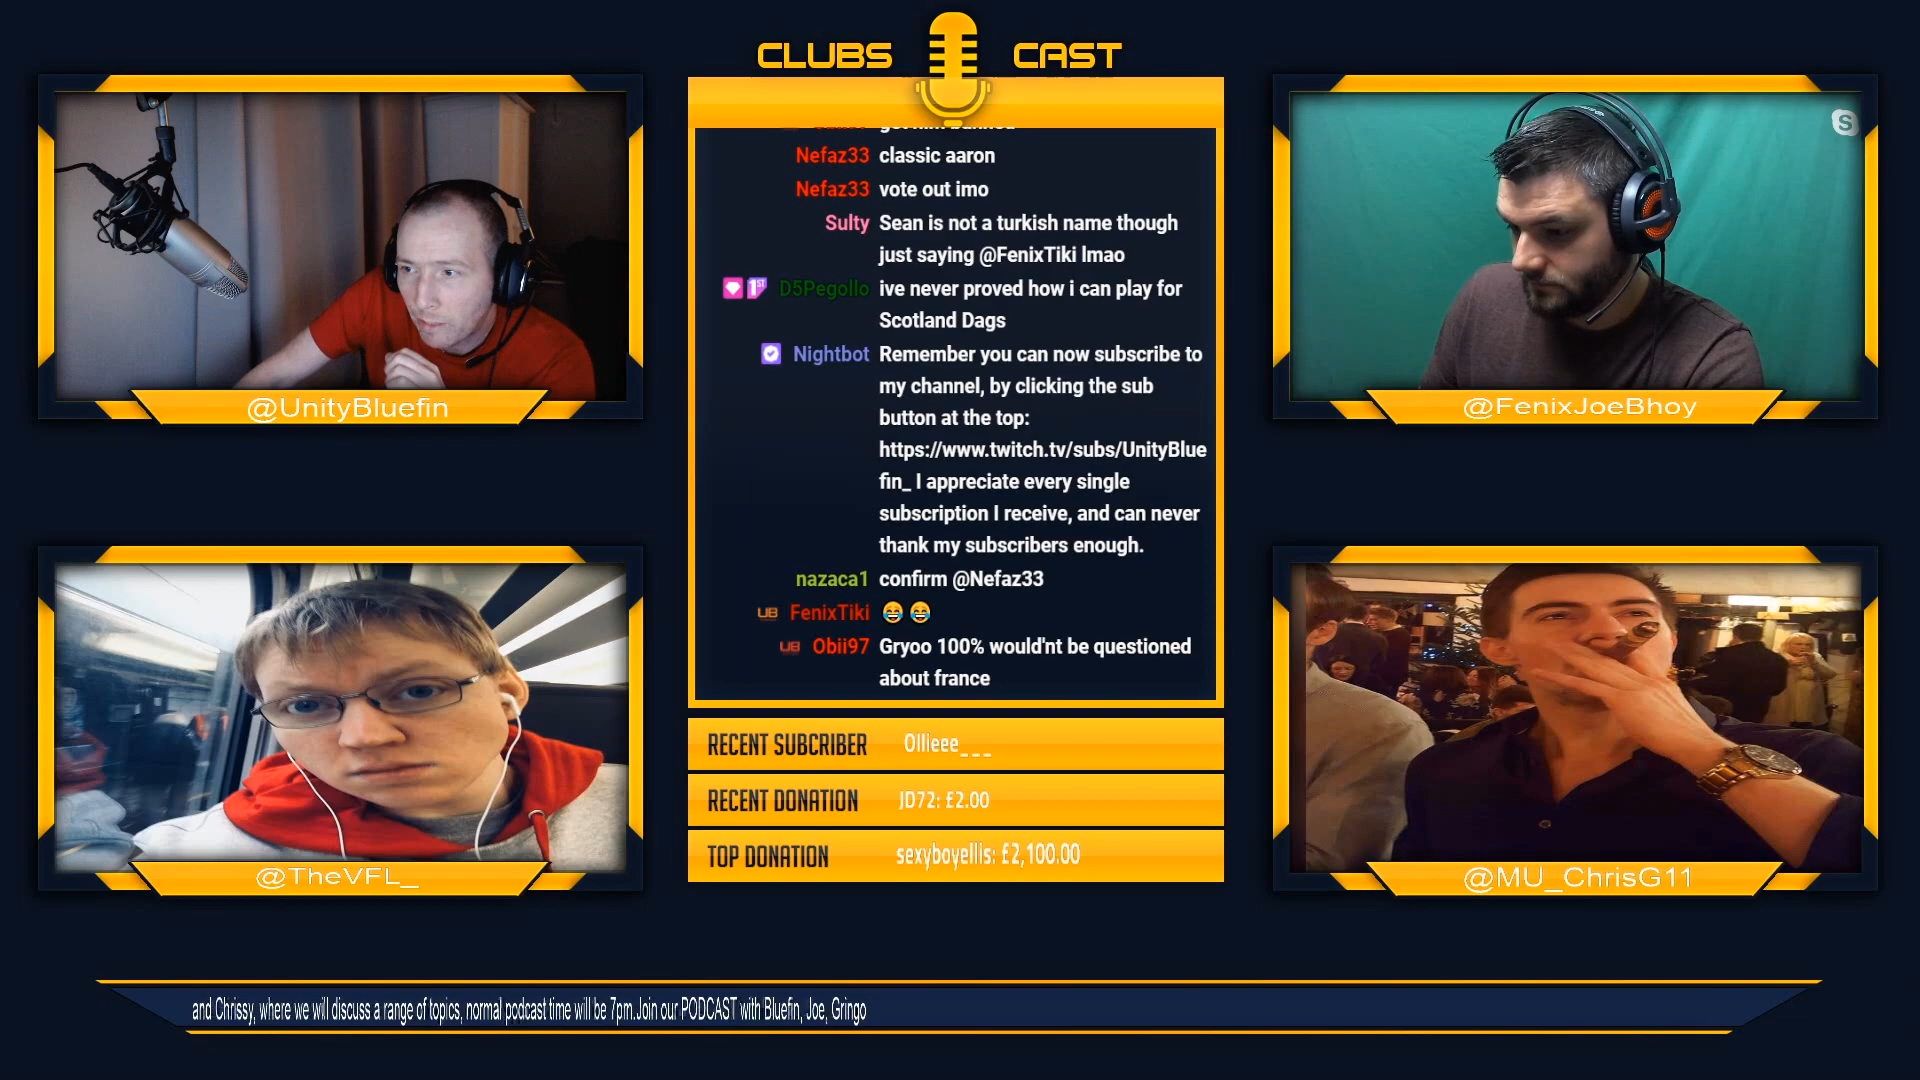 CLUBS CAST
Nefaz33 classic aaron
Nefaz33 vote out imo
Sulty Sean is not a turkish name though
just saying @FenixTiki lmao
D5Pegollo ive never proved how i can play for
Scotland Dags
Nightbot Remember you can now subscribe to
my channel, by clicking the sub
button at the top:
https://www.twitch.tv/subs/UnityBlue
fin_ I appreciate every single
subscription I receive, and can never
thank my subscribers enough.
nazaca1 confirm @Nefaz33
UB FenixTiki 😂 😂
UB Obii97 Gryoo 100% would'nt be questioned
about france
@UnityBluefin
@FenixJoeBhoy
@TheVFL_
@MU_ChrisG11
RECENT SUBCRIBER Ollieee___
RECENT DONATION JD72: £2.00
TOP DONATION sexyboyellis: £2,100.00
and Chrissy, where we will discuss a range of topics, normal podcast time will be 7pm.Join our PODCAST with Bluefin, Joe, Gringo